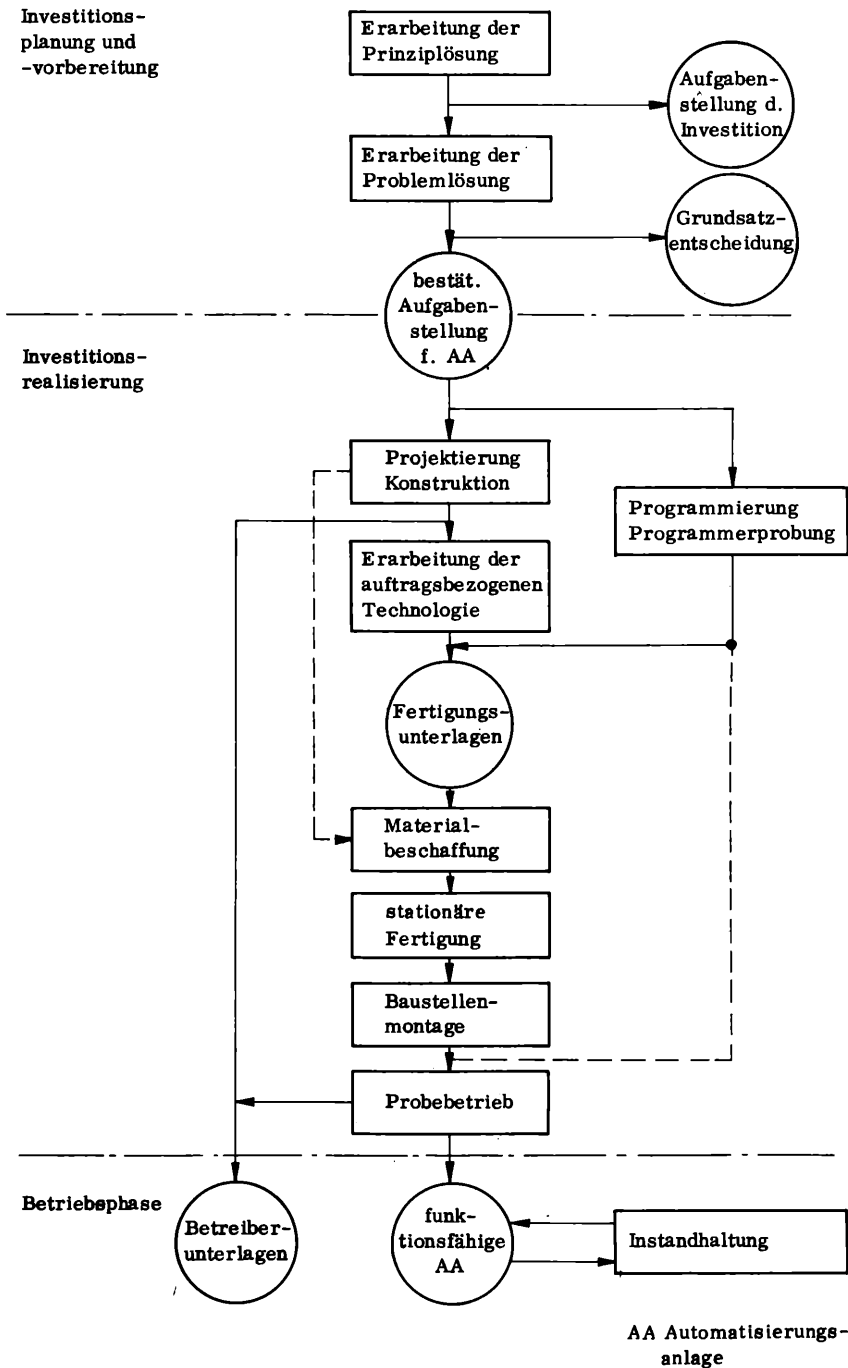 Investitions-
planung und
-vorbereitung
Erarbeitung der
Prinziplösung
Aufgaben-
stellung d.
Investition
Erarbeitung der
Problemlösung
Grundsatz-
entscheidung
bestät.
Aufgaben-
stellung
f. AA
Investitions-
realisierung
Projektierung
Konstruktion
Programmierung
Programmerprobung
Erarbeitung der
auftragsbezogenen
Technologie
Fertigungs-
unterlagen
Material-
beschaffung
stationäre
Fertigung
Baustellen-
montage
Probebetrieb
Betriebsphase
Betreiber-
unterlagen
funk-
tionsfähige
AA
Instandhaltung
AA Automatisierungs-
anlage